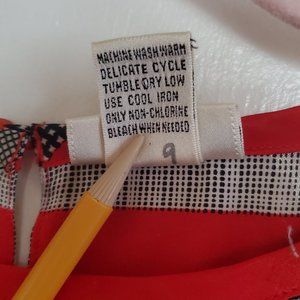 MACHINE WASH WARM
DELICATE CYCLE
TUMBLE DRY LOW
USE COOL IRON
ONLY NON-CHLORINE
BLEACH WHEN NEEDED
9